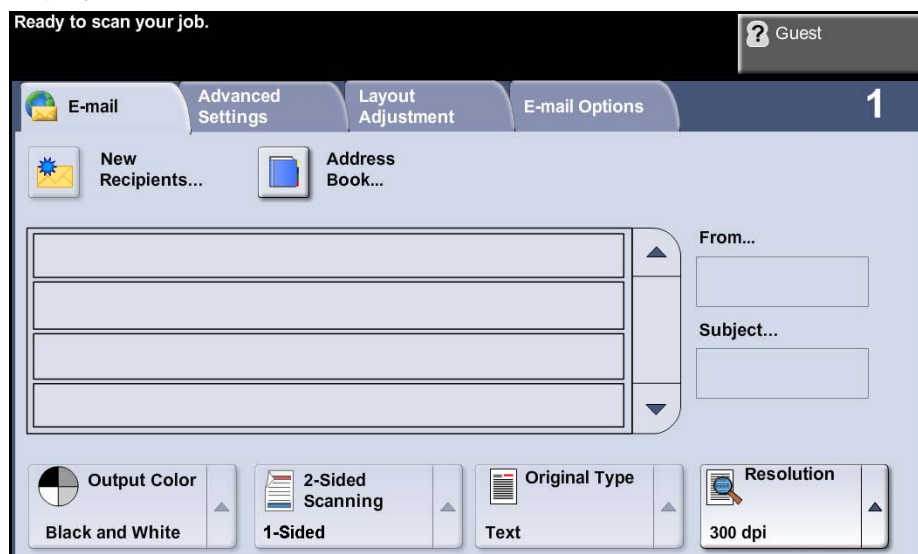 Ready to scan your job.
? Guest
E-mail
Advanced
Settings
Layout
Adjustment
E-mail Options
1
New
Recipients...
Address
Book...
From...
Subject...
Output Color
Black and White
2-Sided
Scanning
1-Sided
Original Type
Text
Resolution
300 dpi